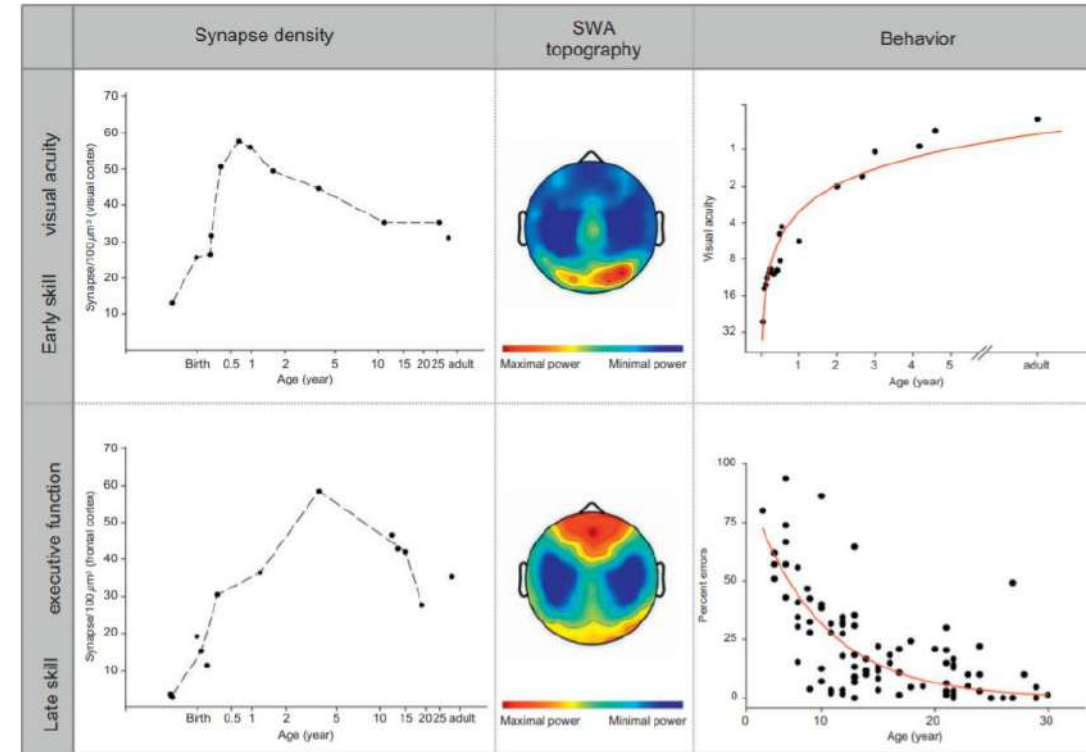 Synapse density
SWA
topography
Behavior
Early skill visual acuity
Synapse/100 μm³ (visual cortex)
70
60
50
40
30
20
10
Birth 0.5 1 2 5 10 15 20 25 adult
Age (year)
Maximal power Minimal power
Visual acuity
1
2
4
8
16
32
1 2 3 4 5 adult
Age (year)
Late skill executive function
Synapse/100 μm³ (frontal cortex)
70
60
50
40
30
20
10
Birth 0.5 1 2 5 10 15 20 25 adult
Age (year)
Maximal power Minimal power
Percent errors
100
75
50
25
0
0 10 20 30
Age (year)